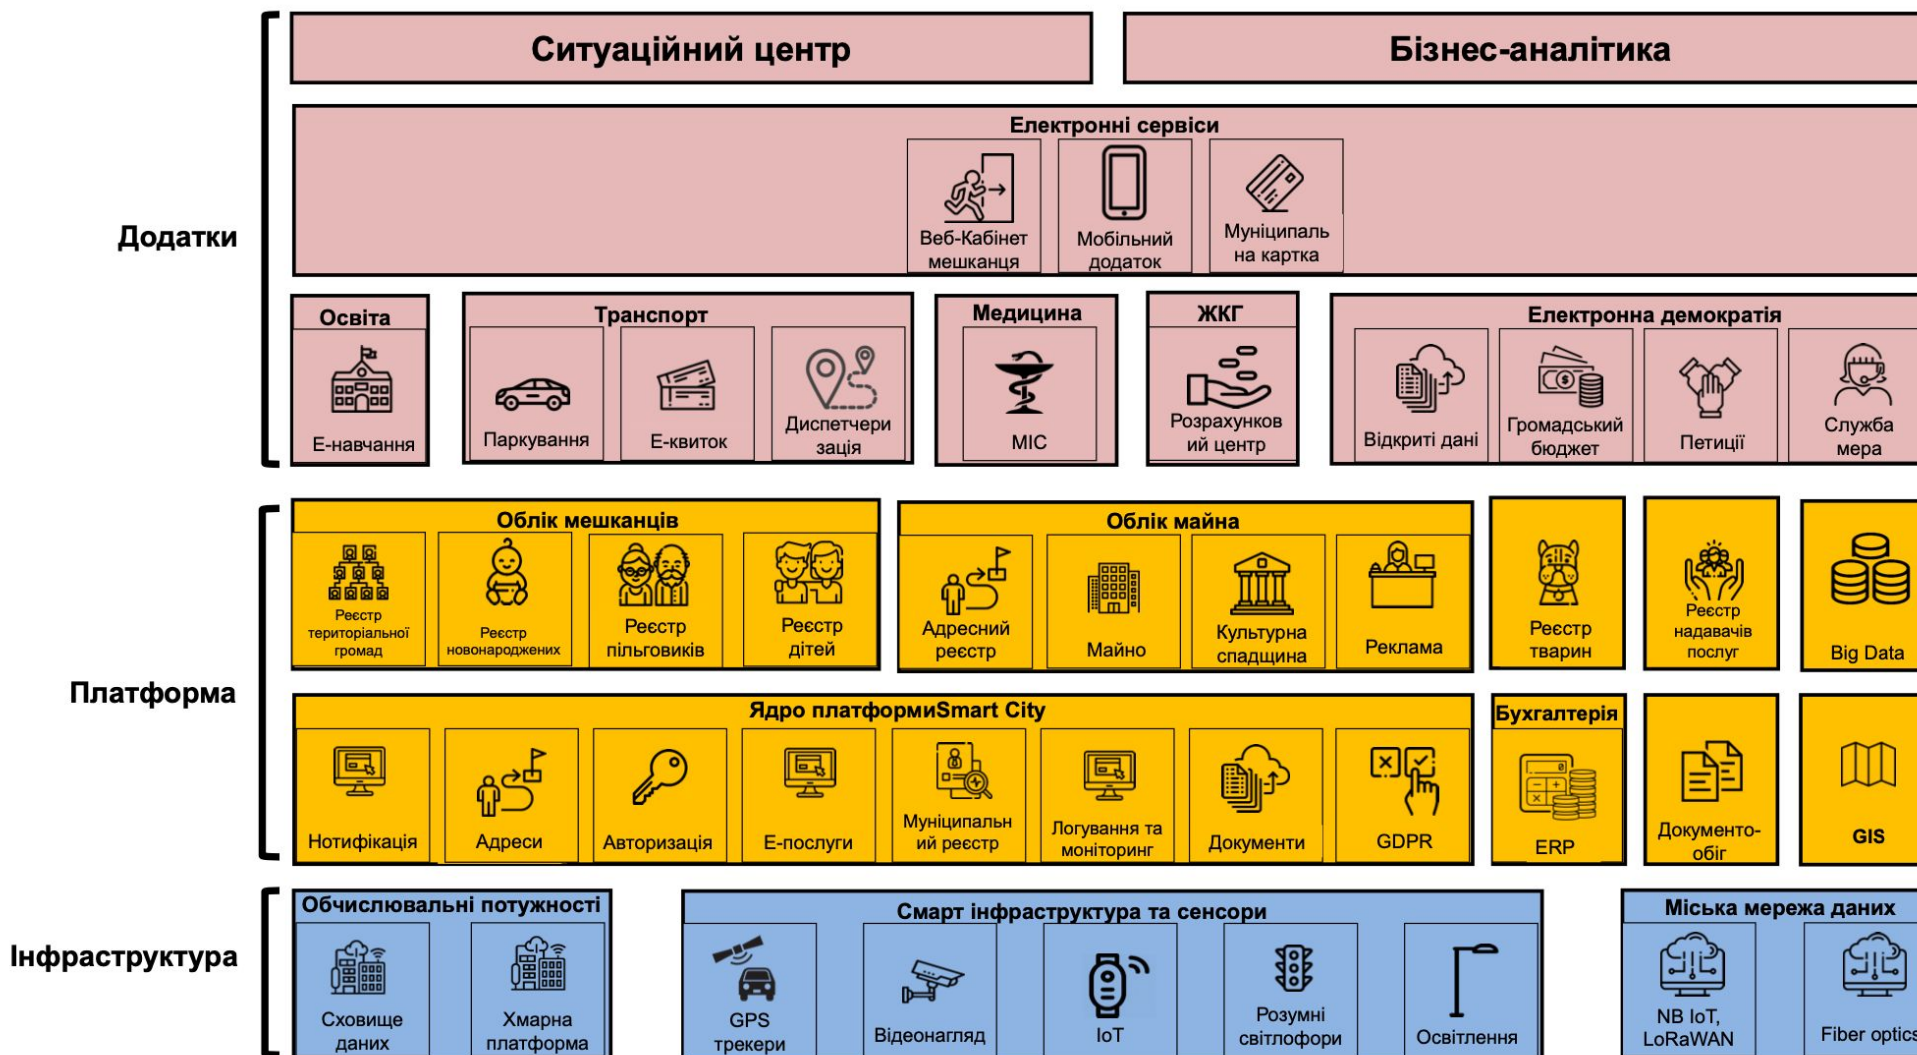 Ситуаційний центр
Бізнес-аналітика
Електронні сервіси
Веб-Кабінет
мешканця
Мобільний
додаток
Муніципаль
на картка
Додатки
Освіта
Е-навчання
Транспорт
Паркування
Е-квиток
Диспетчери
зація
Медицина
МІС
ЖКГ
Розрахунков
ий центр
Електронна демократія
Відкриті дані
Громадський
бюджет
Петиції
Служба
мера
Платформа
Облік мешканців
Реєстр
територіальної
громад
Реєстр
новонароджених
Реєстр
пільговиків
Реєстр
дітей
Облік майна
Адресний
реєстр
Майно
Культурна
спадщина
Реклама
Реєстр
тварин
Реєстр
надавачів
послуг
Big Data
Ядро платформиSmart City
Нотифікація
Адреси
Авторизація
Е-послуги
Муніципальн
ий реєстр
Логування та
моніторинг
Документи
GDPR
Бухгалтерія
ERP
Документо-
обіг
GIS
Інфраструктура
Обчислювальні потужності
Сховище
даних
Хмарна
платформа
Смарт інфраструктура та сенсори
GPS
трекери
Відеонагляд
IoT
Розумні
світлофори
Освітлення
Міська мережа даних
NB IoT,
LoRaWAN
Fiber optics